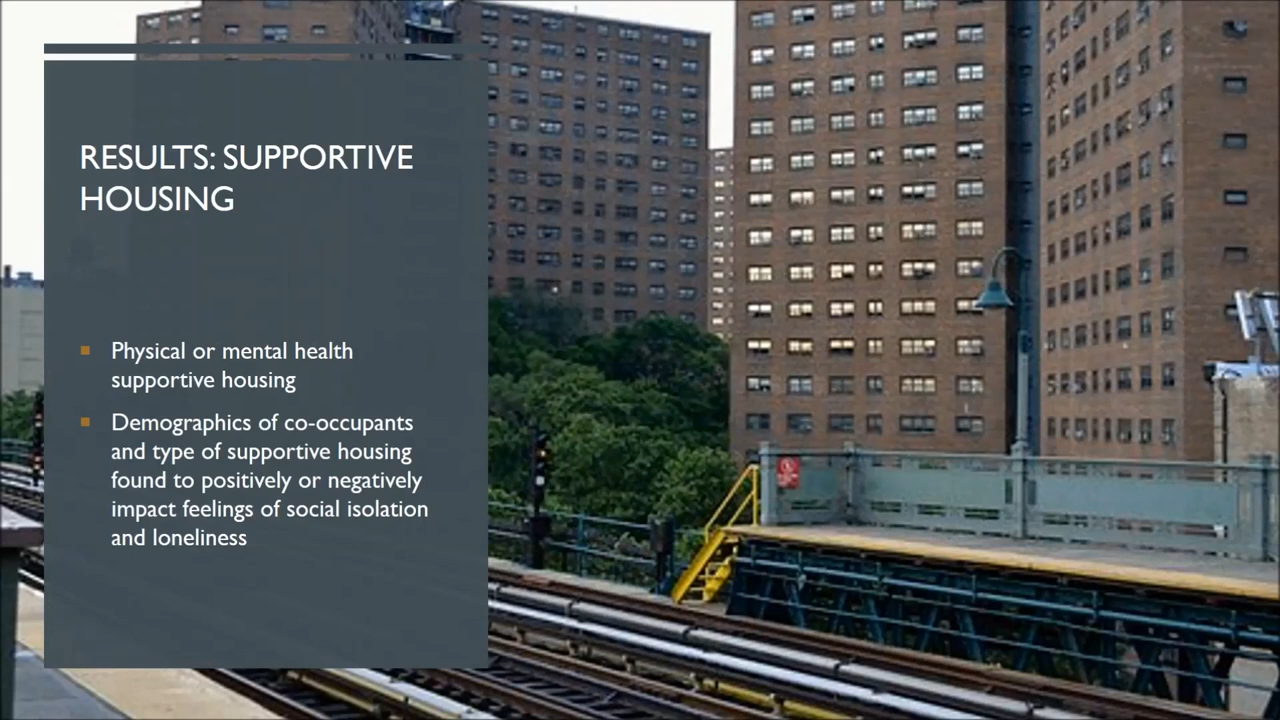 RESULTS: SUPPORTIVE
HOUSING
Physical or mental health
supportive housing
Demographics of co-occupants
and type of supportive housing
found to positively or negatively
impact feelings of social isolation
and loneliness